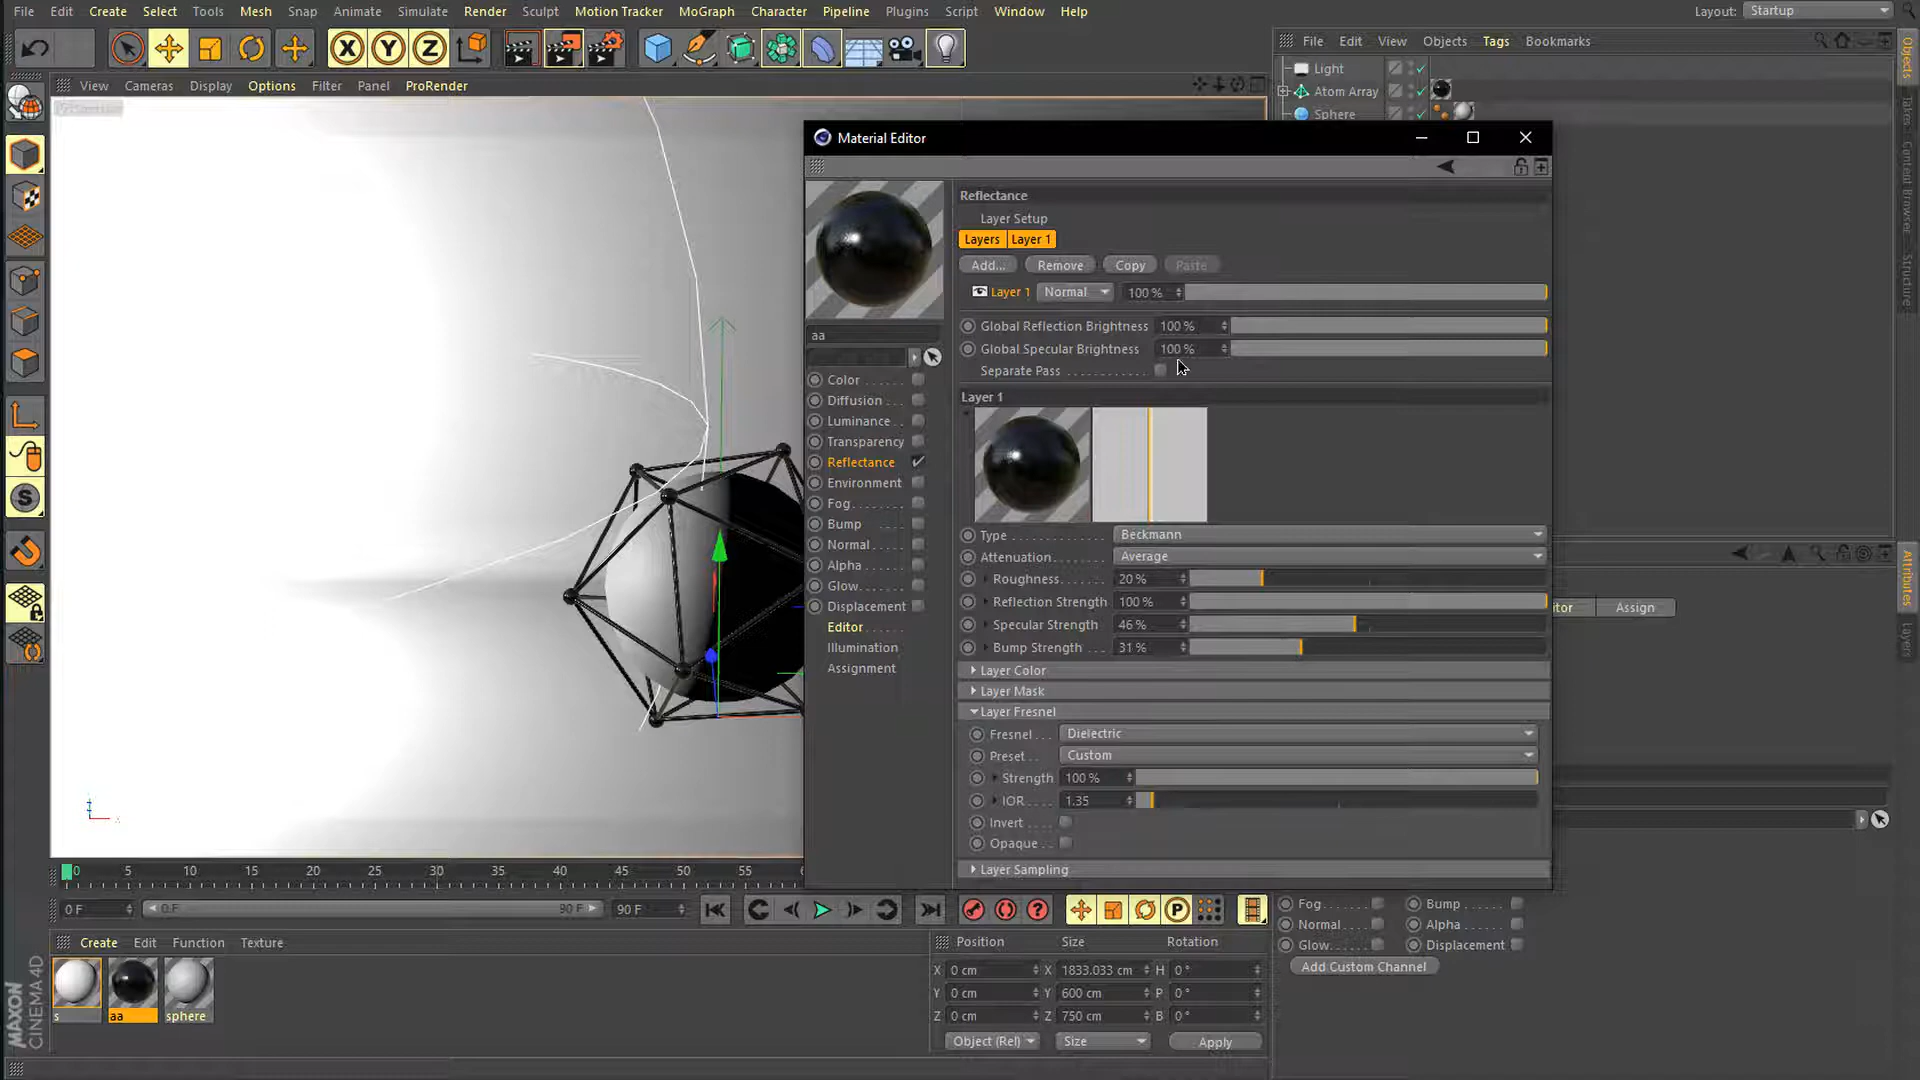 File Edit Create Select Tools Mesh Snap Animate Simulate Render Sculpt Motion Tracker MoGraph Character Pipeline Plugins Script Window Help Layout: Startup
X Y Z
File Edit View Objects Tags Bookmarks
View Cameras Display Options Filter Panel ProRender
Light
Atom Array
Sphere
Material Editor
Reflectance
Layer Setup
Layers Layer 1
Add... Remove Copy Paste
Layer 1 Normal 100 %
Global Reflection Brightness 100 %
Global Specular Brightness 100 %
Separate Pass
Layer 1
Type Beckmann
Attenuation Average
Roughness 20 %
Reflection Strength 100 %
Specular Strength 46 %
Bump Strength 31 %
Layer Color
Layer Mask
Layer Fresnel
Fresnel Dielectric
Preset Custom
Strength 100 %
IOR 1.35
Invert
Opaque
Layer Sampling
aa
Color
Diffusion
Luminance
Transparency
Reflectance
Environment
Fog
Bump
Normal
Alpha
Glow
Displacement
Editor
Illumination
Assignment
itor Assign
Objects
Takes
Content Browser
Structure
Attributes
Layers
S
0 5 10 15 20 25 30 35 40 45 50 55
0 F 0 F 90 F 90 F
P
Fog Bump
Normal Alpha
Glow Displacement
Add Custom Channel
Create Edit Function Texture
s aa sphere
Position Size Rotation
X 0 cm X 1833.033 cm H 0 °
Y 0 cm Y 600 cm P 0 °
Z 0 cm Z 750 cm B 0 °
Object (Rel) Size Apply
MAXON
CINEMA 4D